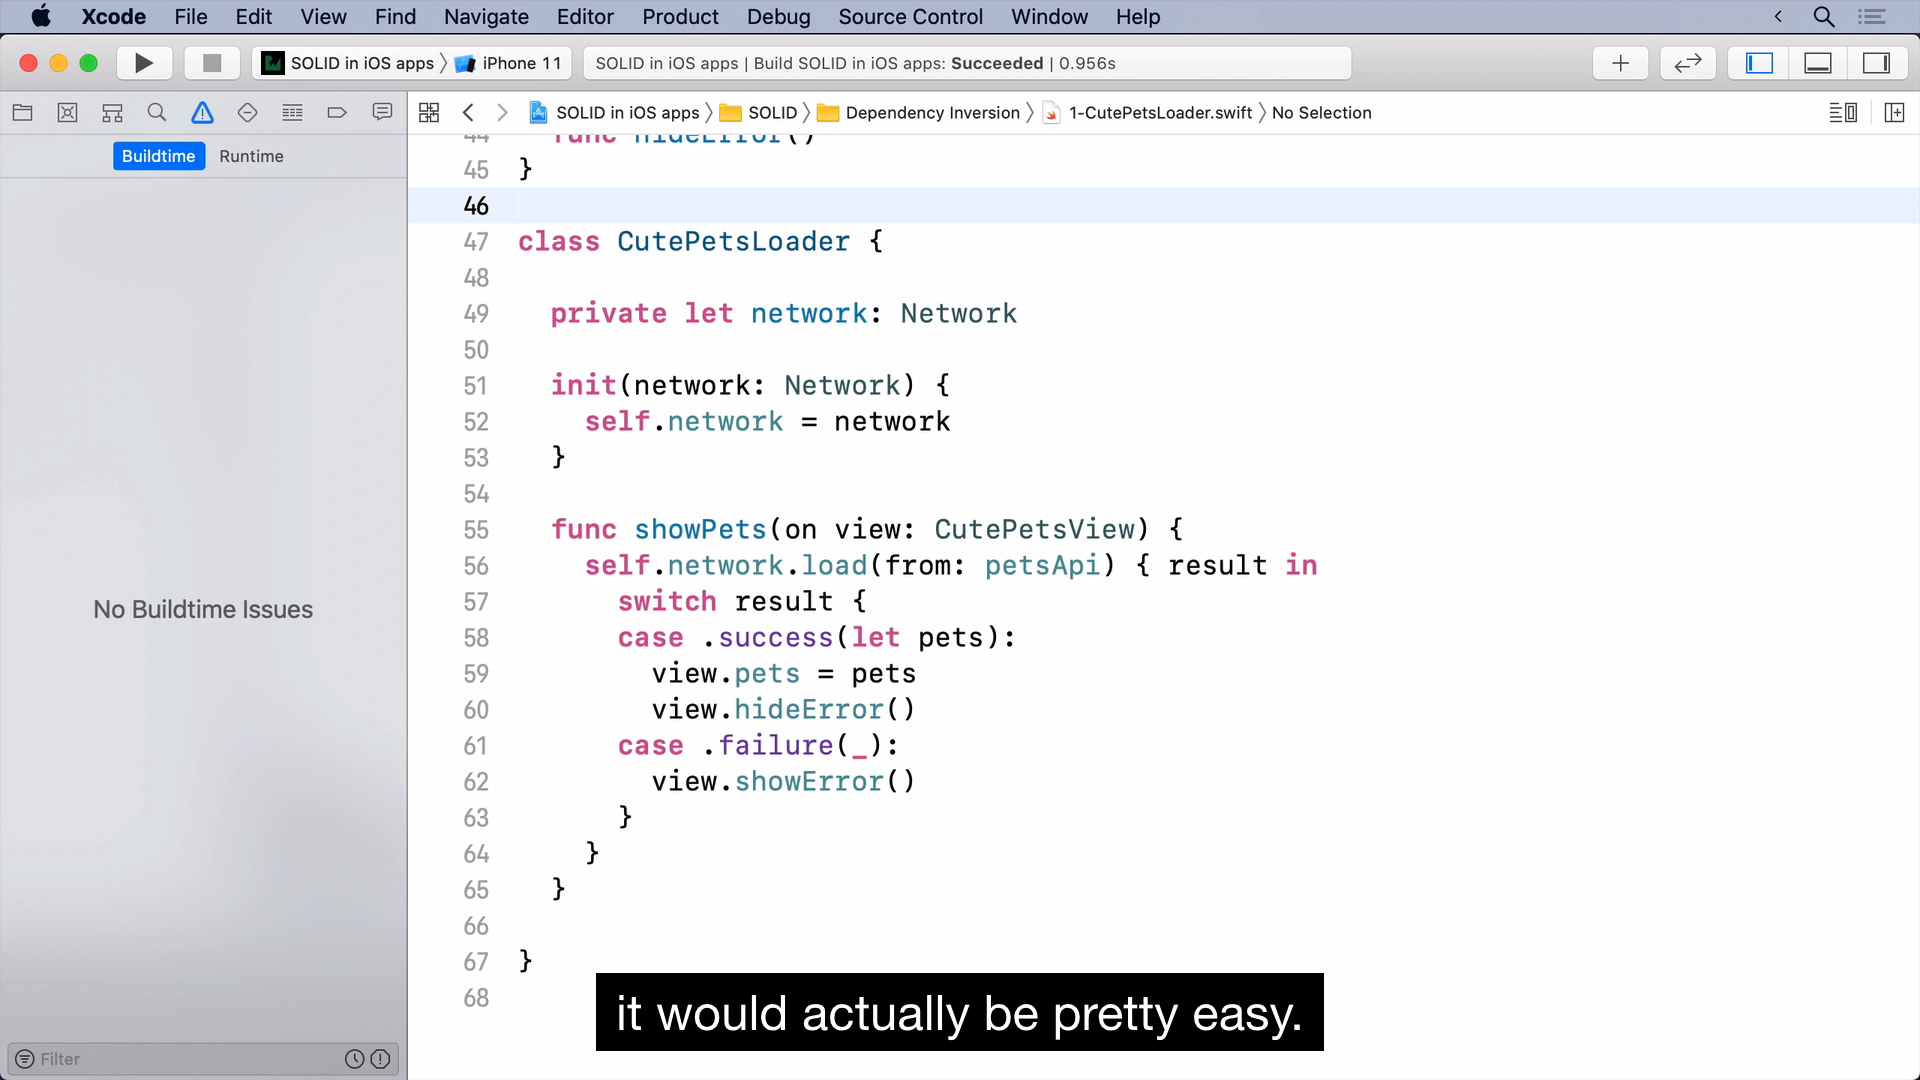 Xcode File Edit View Find Navigate Editor Product Debug Source Control Window Help
SOLID in iOS apps iPhone 11 SOLID in iOS apps | Build SOLID in iOS apps: Succeeded | 0.956s
SOLID in iOS apps SOLID Dependency Inversion 1-CutePetsLoader.swift No Selection
Buildtime Runtime
No Buildtime Issues
Filter
44 func hideError()
45 }
46
47 class CutePetsLoader {
48
49 private let network: Network
50
51 init(network: Network) {
52 self.network = network
53 }
54
55 func showPets(on view: CutePetsView) {
56 self.network.load(from: petsApi) { result in
57 switch result {
58 case .success(let pets):
59 view.pets = pets
60 view.hideError()
61 case .failure(_):
62 view.showError()
63 }
64 }
65 }
66
67 }
68
it would actually be pretty easy.